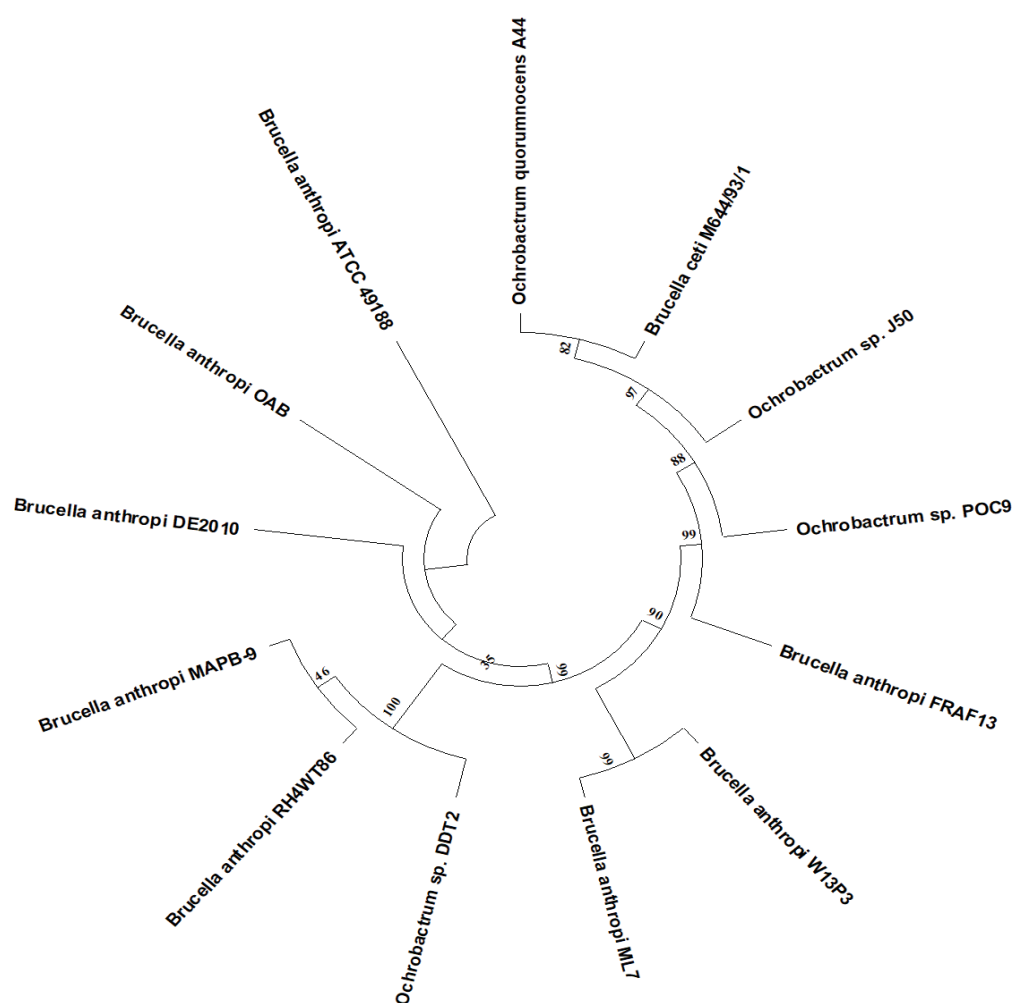 Ochrobactrum quorumnocens A44
Brucella ceti M644/93/1
Ochrobactrum sp. J50
Ochrobactrum sp. POC9
Brucella anthropi FRAF13
Brucella anthropi W13P3
Brucella anthropi ML7
Ochrobactrum sp. DDT2
Brucella anthropi RH4WT86
Brucella anthropi MAPB-9
Brucella anthropi DE2010
Brucella anthropi OAB
Brucella anthropi ATCC 49188
82
97
88
99
90
99
99
35
100
46